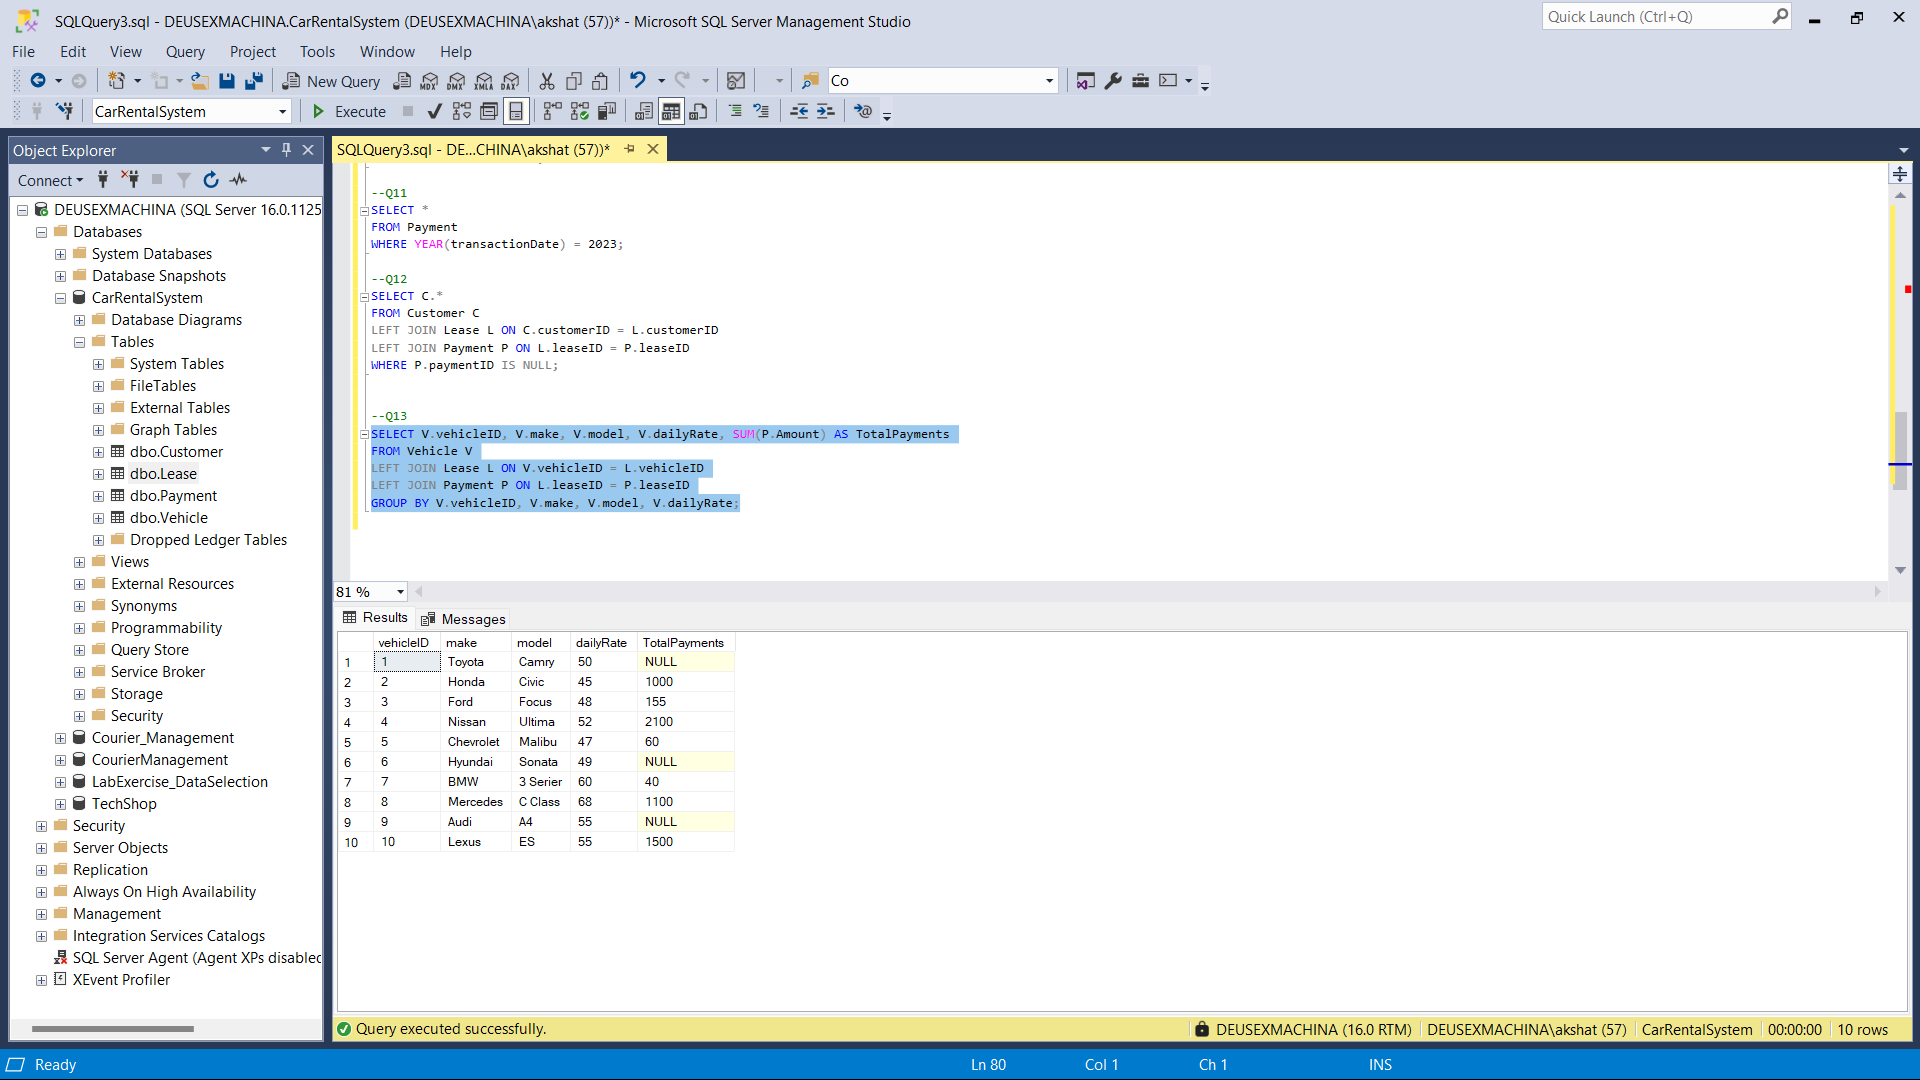 SQLQuery3.sql - DEUSEXMACHINA.CarRentalSystem (DEUSEXMACHINA\akshat (57))* - Microsoft SQL Server Management Studio
Quick Launch (Ctrl+Q)
File Edit View Query Project Tools Window Help
New Query
MDX DMX XMLA DAX
Co
CarRentalSystem
Execute
Object Explorer
SQLQuery3.sql - DE...CHINA\akshat (57))*
Connect
DEUSEXMACHINA (SQL Server 16.0.1125
Databases
System Databases
Database Snapshots
CarRentalSystem
Database Diagrams
Tables
System Tables
FileTables
External Tables
Graph Tables
dbo.Customer
dbo.Lease
dbo.Payment
dbo.Vehicle
Dropped Ledger Tables
Views
External Resources
Synonyms
Programmability
Query Store
Service Broker
Storage
Security
Courier_Management
CourierManagement
LabExercise_DataSelection
TechShop
Security
Server Objects
Replication
Always On High Availability
Management
Integration Services Catalogs
SQL Server Agent (Agent XPs disabled
XEvent Profiler
--Q11
SELECT *
FROM Payment
WHERE YEAR(transactionDate) = 2023;
--Q12
SELECT C.*
FROM Customer C
LEFT JOIN Lease L ON C.customerID = L.customerID
LEFT JOIN Payment P ON L.leaseID = P.leaseID
WHERE P.paymentID IS NULL;
--Q13
SELECT V.vehicleID, V.make, V.model, V.dailyRate, SUM(P.Amount) AS TotalPayments
FROM Vehicle V
LEFT JOIN Lease L ON V.vehicleID = L.vehicleID
LEFT JOIN Payment P ON L.leaseID = P.leaseID
GROUP BY V.vehicleID, V.make, V.model, V.dailyRate;
81 %
Results Messages
vehicleID make model dailyRate TotalPayments
1 1 Toyota Camry 50 NULL
2 2 Honda Civic 45 1000
3 3 Ford Focus 48 155
4 4 Nissan Ultima 52 2100
5 5 Chevrolet Malibu 47 60
6 6 Hyundai Sonata 49 NULL
7 7 BMW 3 Serier 60 40
8 8 Mercedes C Class 68 1100
9 9 Audi A4 55 NULL
10 10 Lexus ES 55 1500
Query executed successfully.
DEUSEXMACHINA (16.0 RTM) DEUSEXMACHINA\akshat (57) CarRentalSystem 00:00:00 10 rows
Ready Ln 80 Col 1 Ch 1 INS